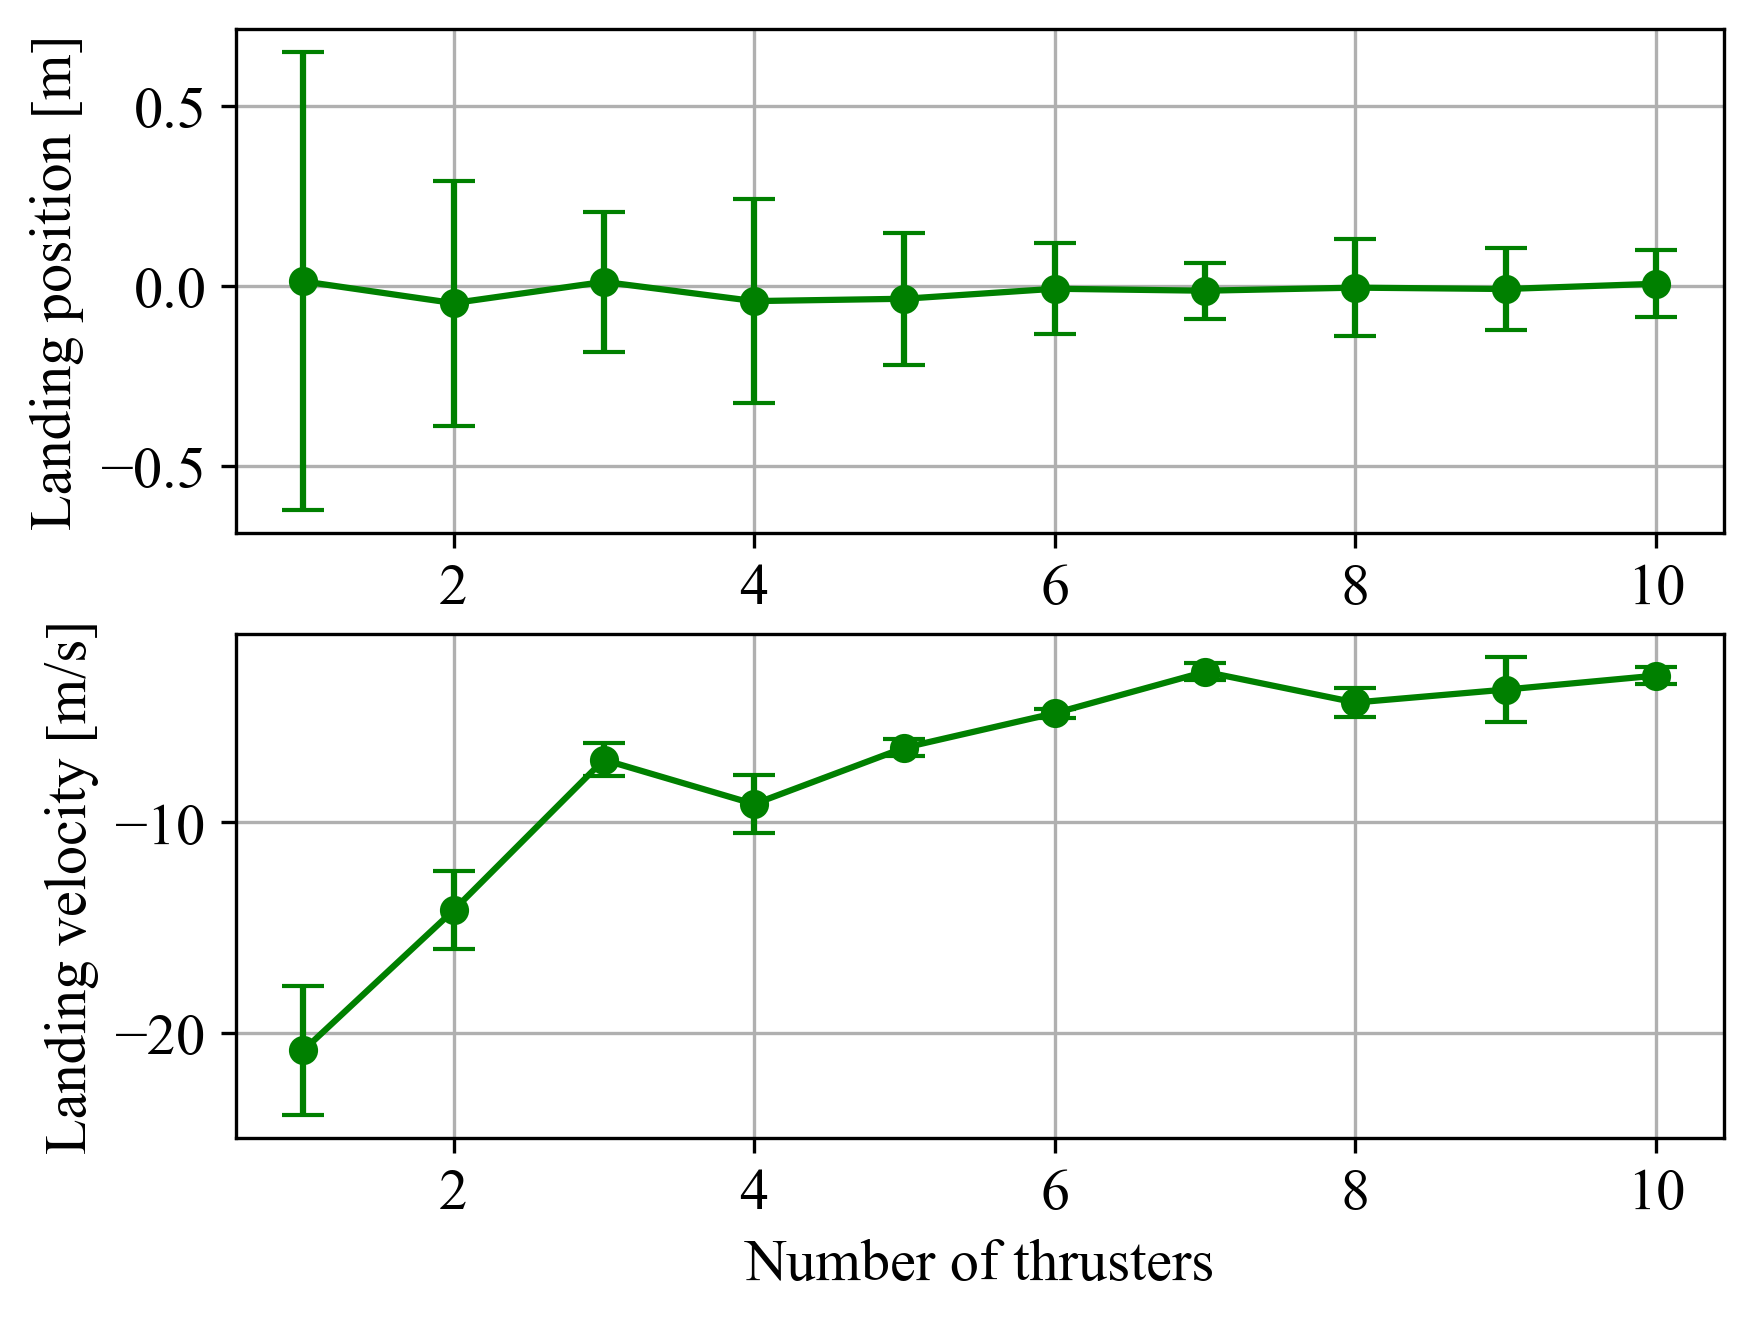 Landing position [m]
0.5
0.0
−0.5
2 4 6 8 10
Landing velocity [m/s]
−10
−20
2 4 6 8 10
Number of thrusters